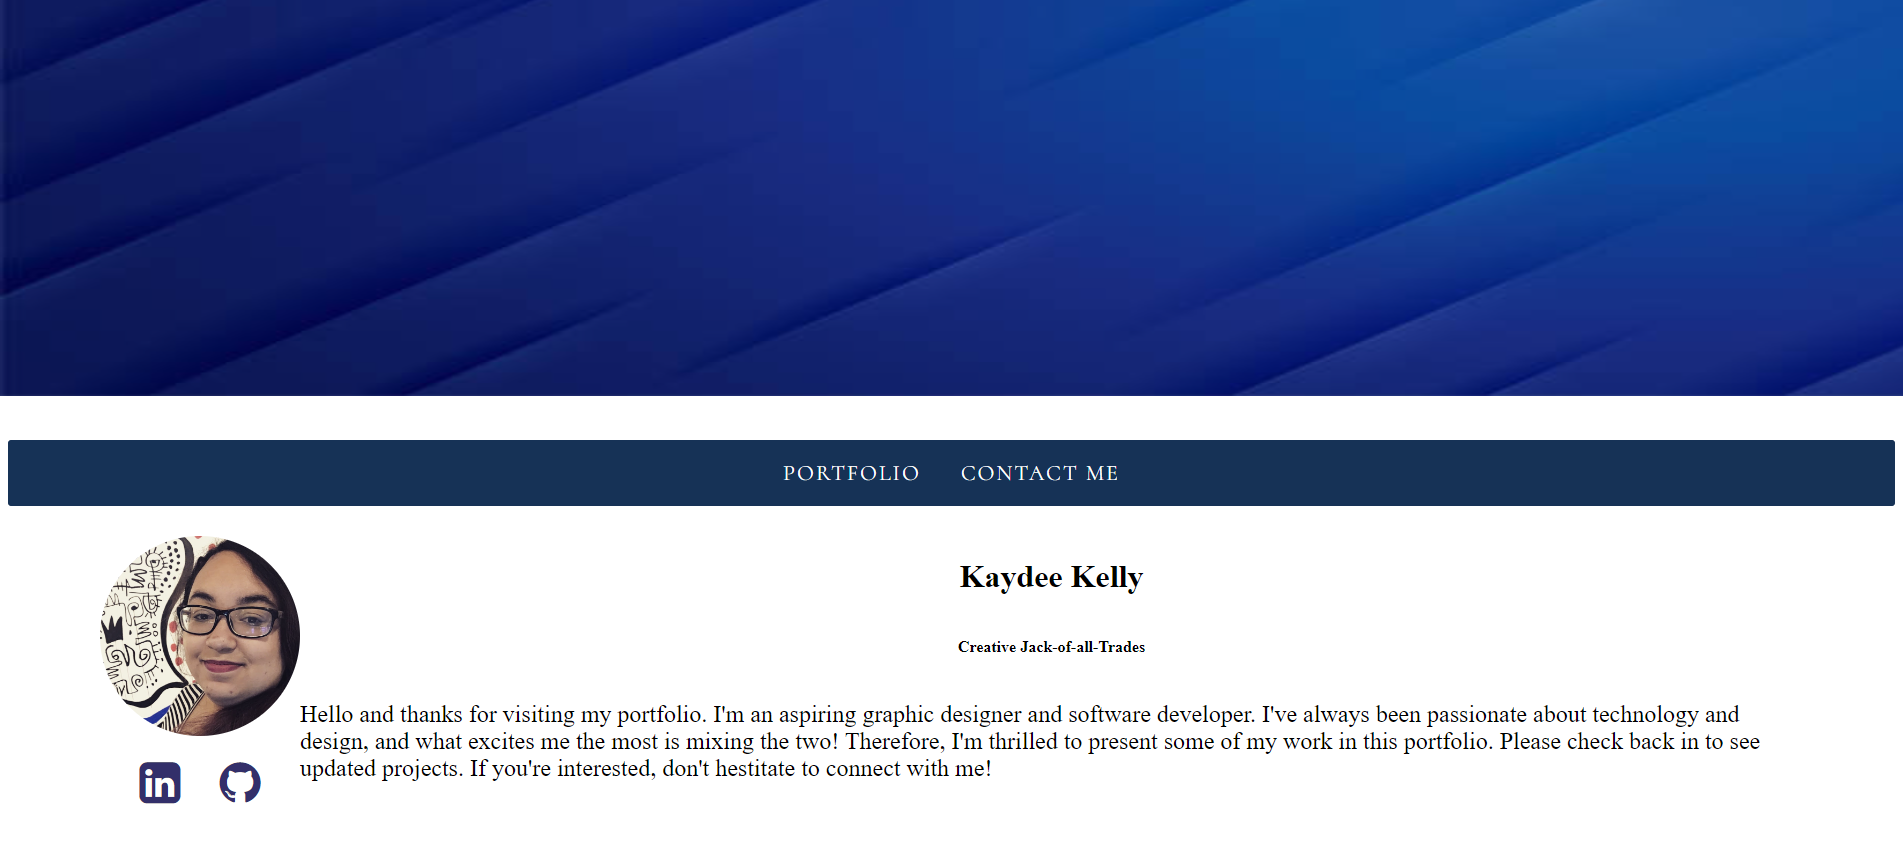 PORTFOLIO CONTACT ME
Kaydee Kelly
Creative Jack-of-all-Trades
Hello and thanks for visiting my portfolio. I'm an aspiring graphic designer and software developer. I've always been passionate about technology and
design, and what excites me the most is mixing the two! Therefore, I'm thrilled to present some of my work in this portfolio. Please check back in to see
updated projects. If you're interested, don't hestitate to connect with me!
in